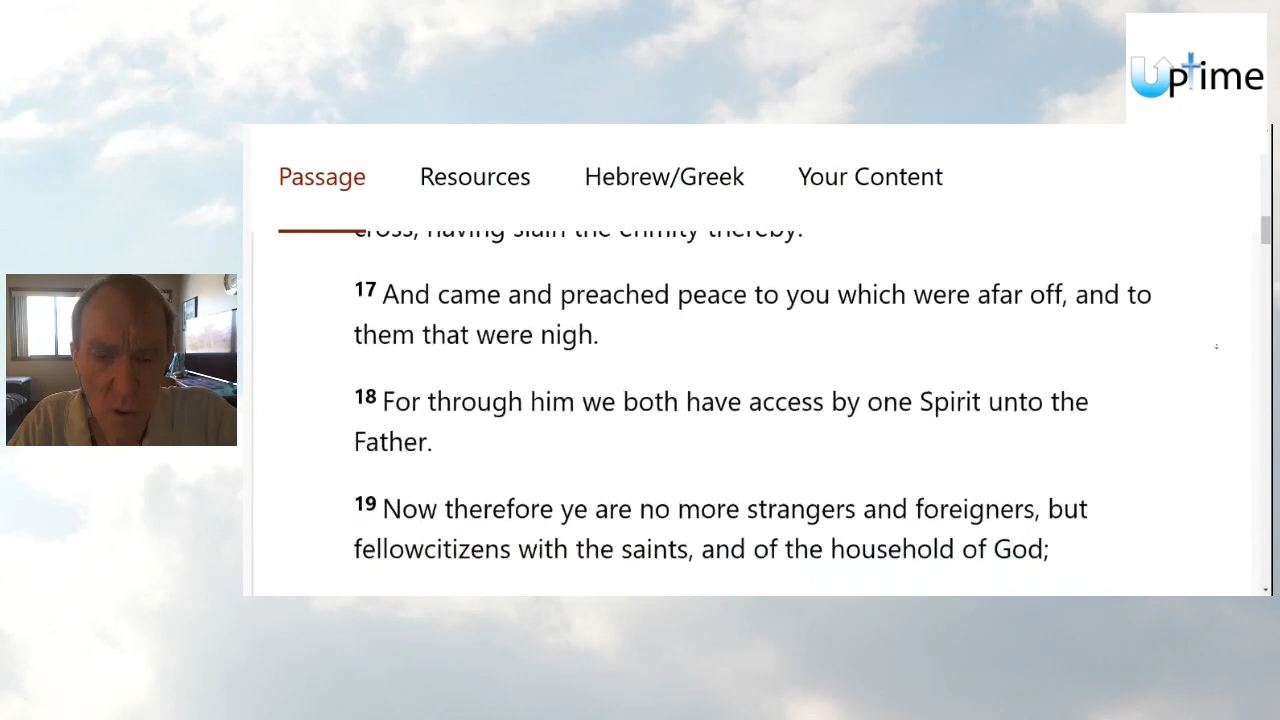 Uptime
Passage Resources Hebrew/Greek Your Content
cross, having slain the enmity thereby.
17 And came and preached peace to you which were afar off, and to
them that were nigh.
18 For through him we both have access by one Spirit unto the
Father.
19 Now therefore ye are no more strangers and foreigners, but
fellowcitizens with the saints, and of the household of God;